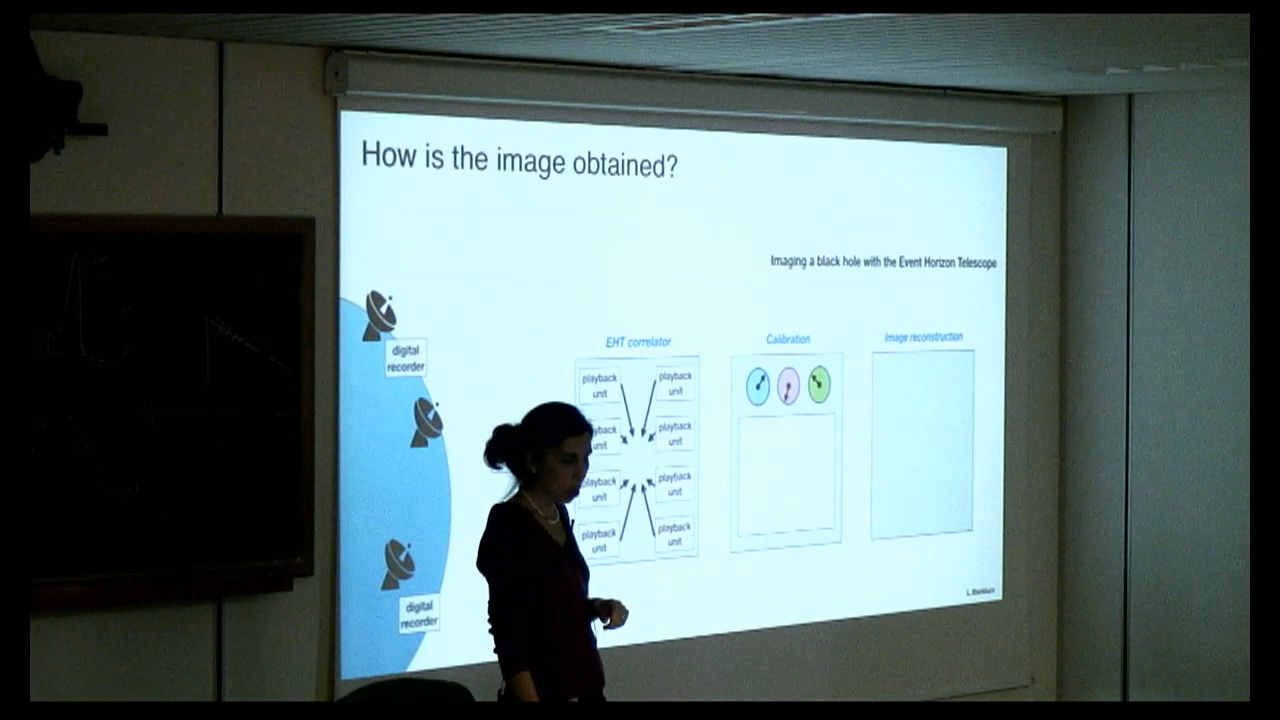 How is the image obtained?
Imaging a black hole with the Event Horizon Telescope
digital
recorder
digital
recorder
EHT correlator
playback
unit
playback
unit
playback
unit
playback
unit
playback
unit
playback
unit
playback
unit
playback
unit
Calibration
Image reconstruction
L. Blackburn